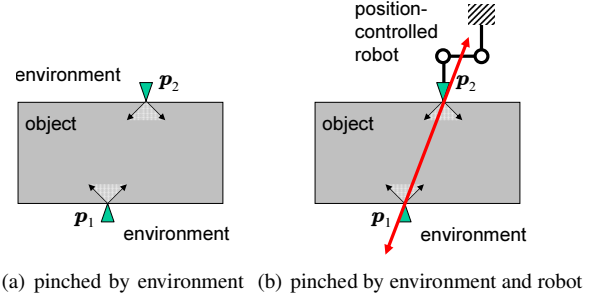 position-
controlled
robot
environment
p₂
p₂
object
object
p₁
p₁
environment
environment
(a) pinched by environment (b) pinched by environment and robot